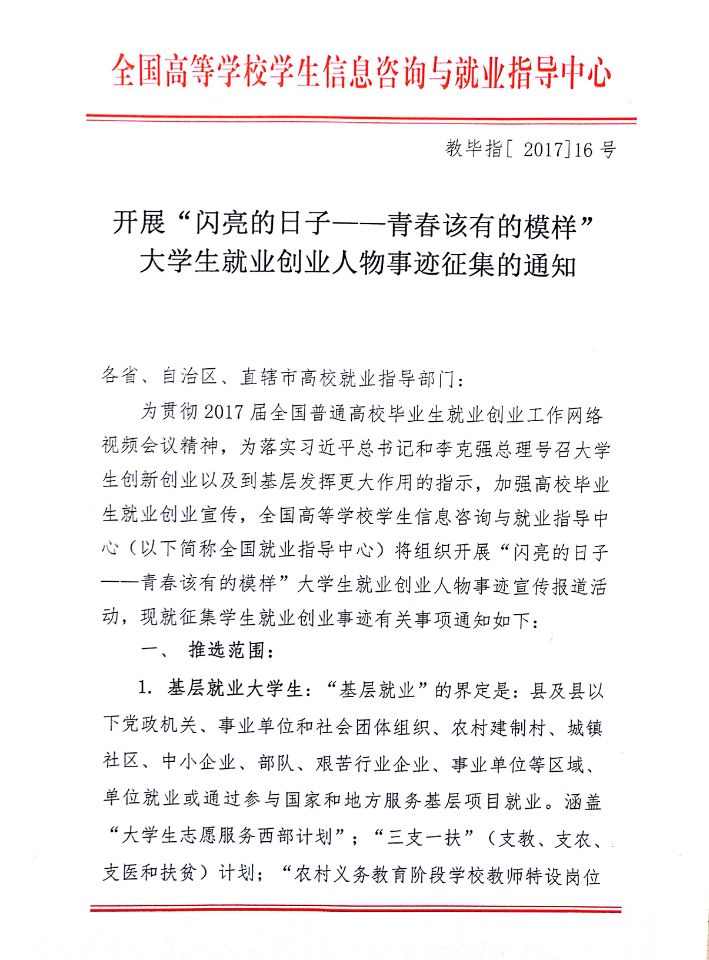 全国高等学校学生信息咨询与就业指导中心
教毕指[ 2017]16 号
开展“闪亮的日子——青春该有的模样”
大学生就业创业人物事迹征集的通知
各省、自治区、直辖市高校就业指导部门：
为贯彻 2017 届全国普通高校毕业生就业创业工作网络
视频会议精神，为落实习近平总书记和李克强总理号召大学
生创新创业以及到基层发挥更大作用的指示，加强高校毕业
生就业创业宣传，全国高等学校学生信息咨询与就业指导中
心（以下简称全国就业指导中心）将组织开展“闪亮的日子
——青春该有的模样”大学生就业创业人物事迹宣传报道活
动，现就征集学生就业创业事迹有关事项通知如下：
一、 推选范围：
1. 基层就业大学生：“基层就业”的界定是：县及县以
下党政机关、事业单位和社会团体组织、农村建制村、城镇
社区、中小企业、部队、艰苦行业企业、事业单位等区域、
单位就业或通过参与国家和地方服务基层项目就业。涵盖
“大学生志愿服务西部计划”；“三支一扶”（支教、支农、
支医和扶贫）计划；“农村义务教育阶段学校教师特设岗位